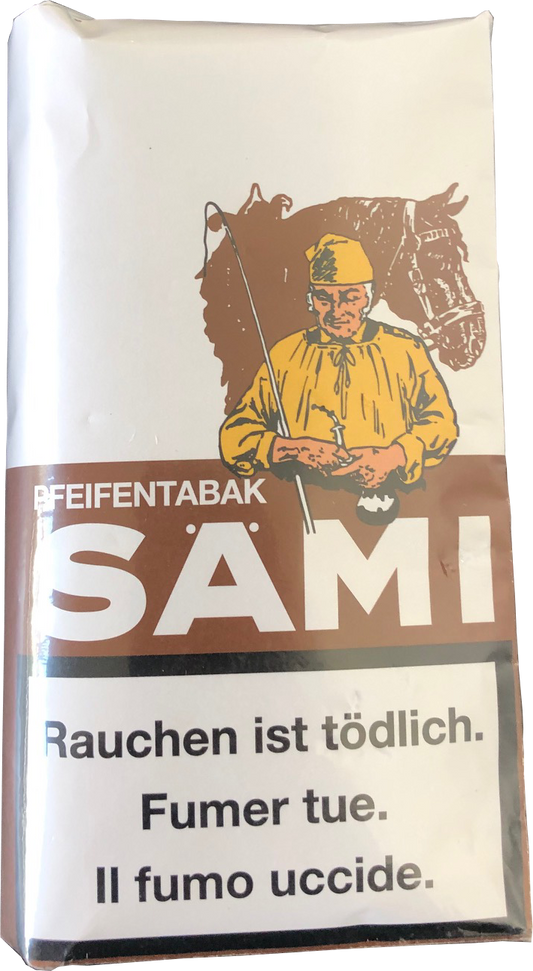 PFEIFENTABAK
SÄMI
Rauchen ist tödlich.
Fumer tue.
Il fumo uccide.